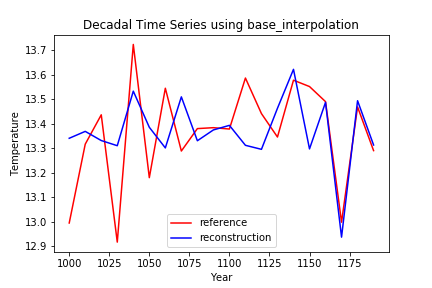 Decadal Time Series using base_interpolation
13.7
13.6
13.5
13.4
13.3
13.2
13.1
13.0
12.9
Temperature
reference
reconstruction
1000 1025 1050 1075 1100 1125 1150 1175
Year